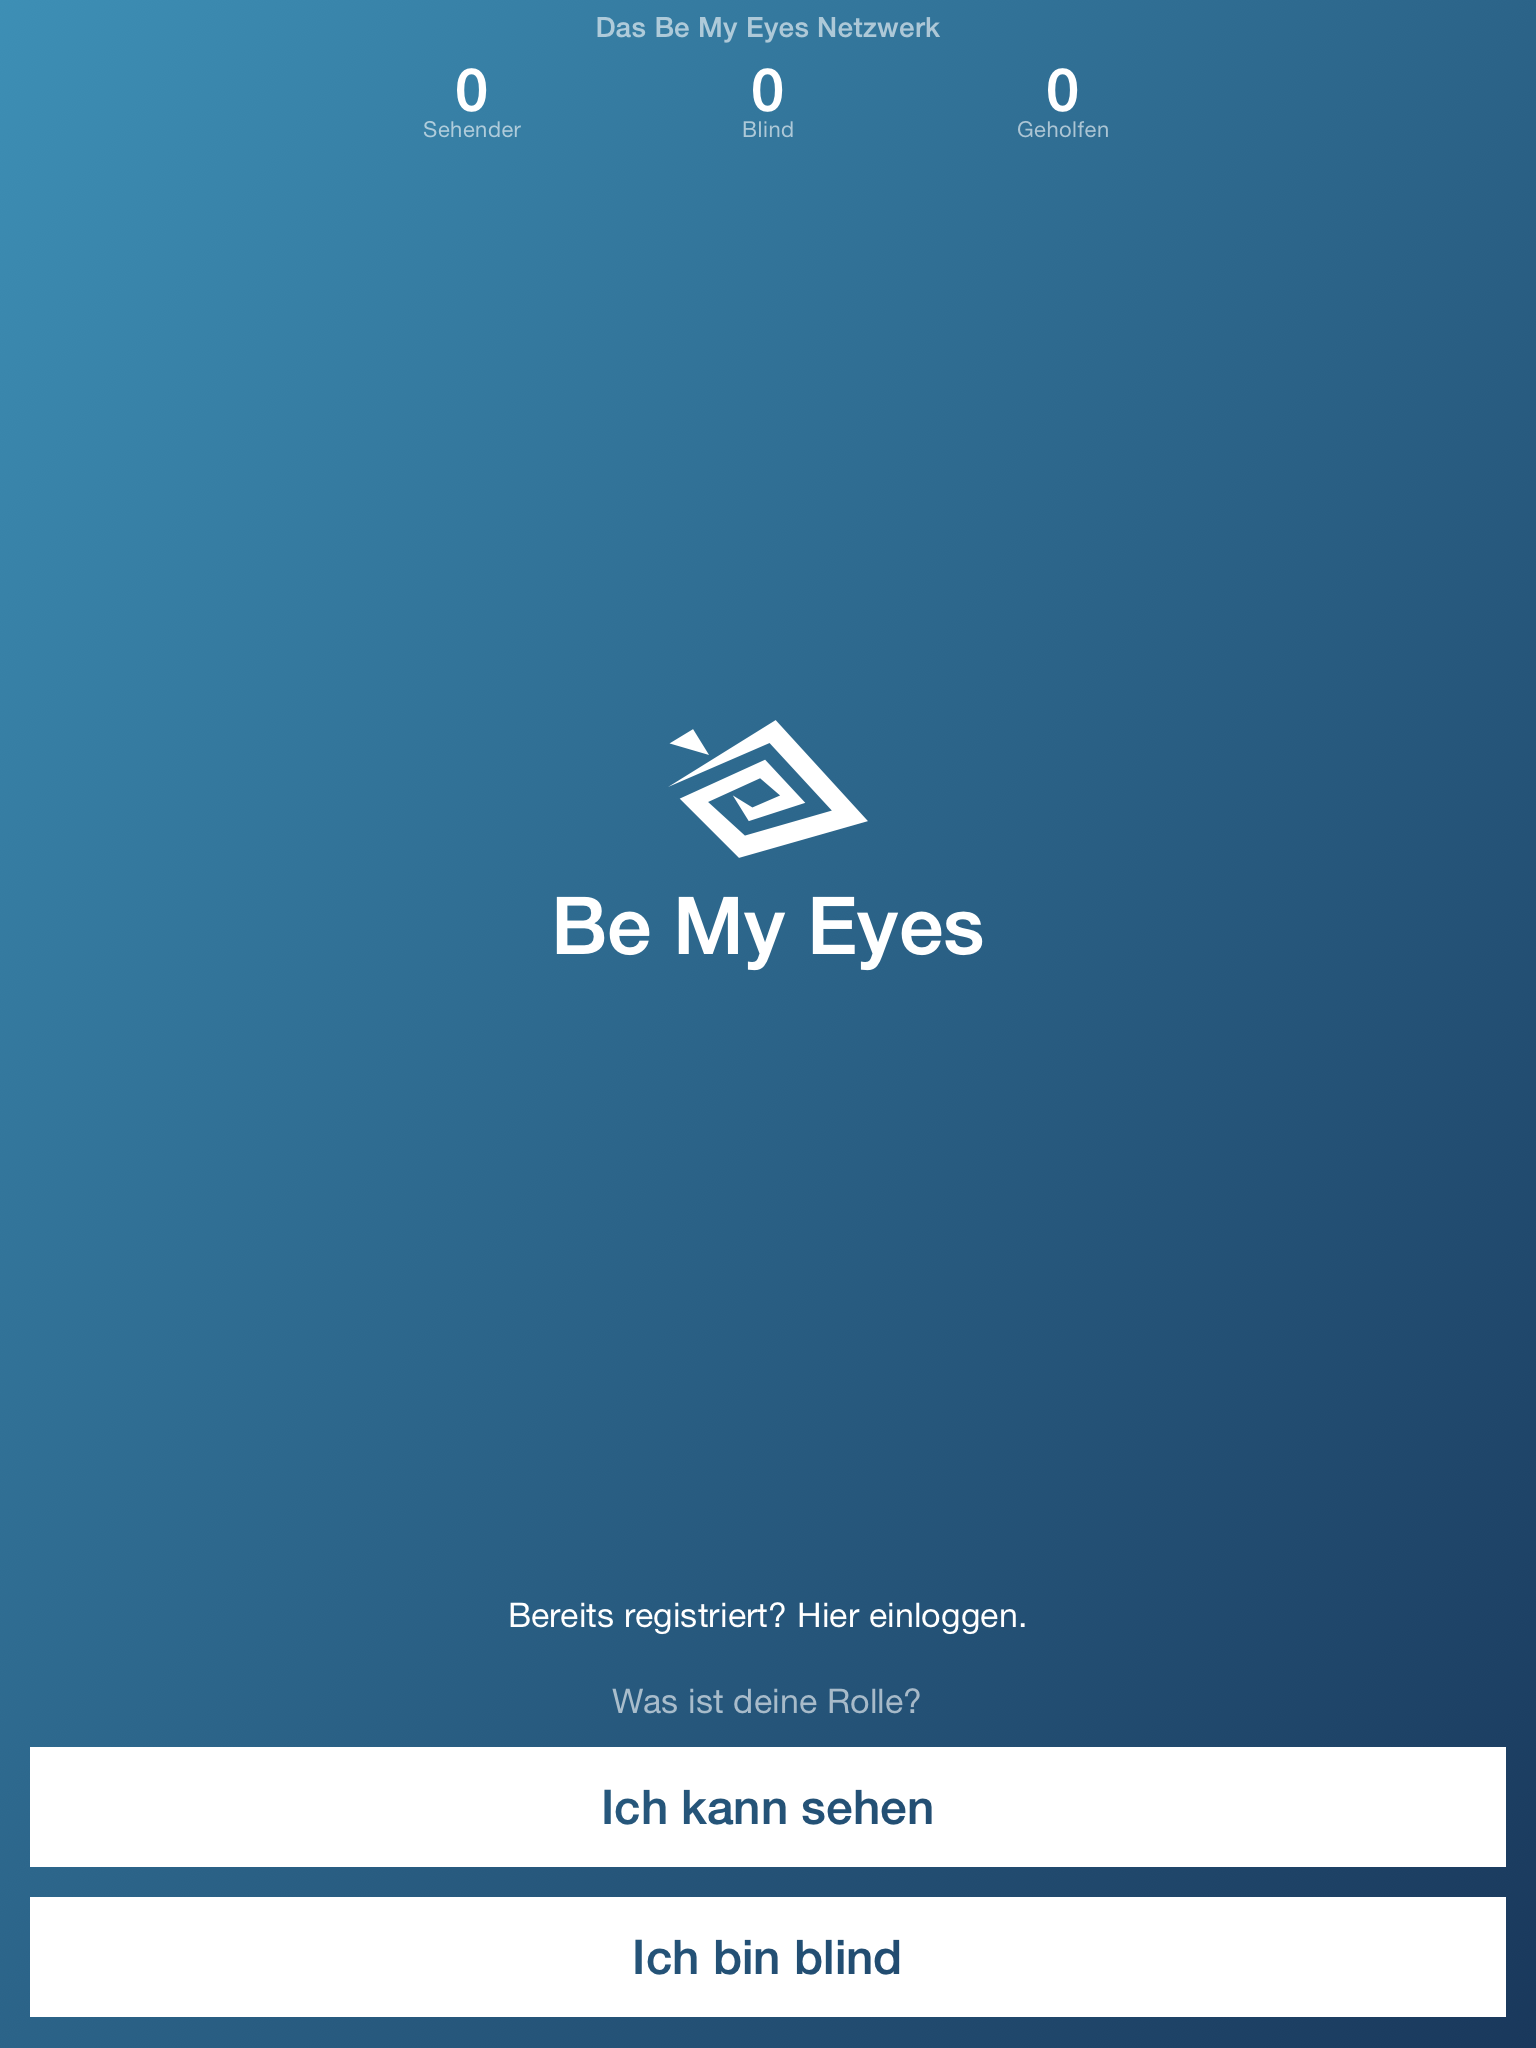 Das Be My Eyes Netzwerk
0 0 0
Sehender Blind Geholfen
Be My Eyes
Bereits registriert? Hier einloggen.
Was ist deine Rolle?
Ich kann sehen
Ich bin blind